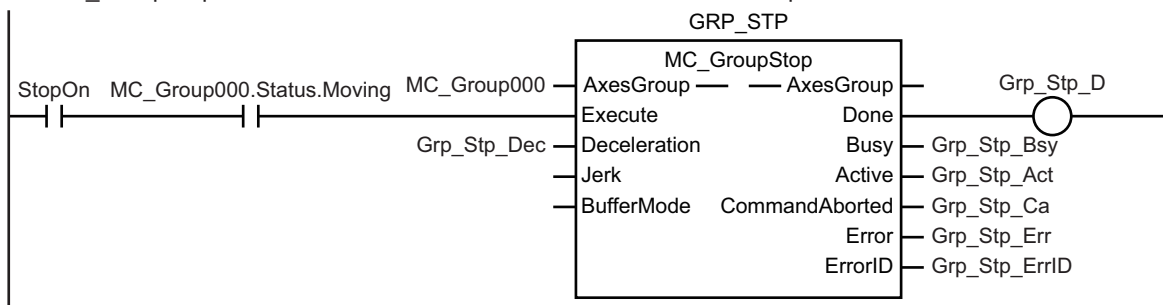 GRP_STP
MC_GroupStop
StopOn MC_Group000.Status.Moving MC_Group000 AxesGroup AxesGroup Grp_Stp_D
Execute Done
Grp_Stp_Dec Deceleration Busy Grp_Stp_Bsy
Jerk Active Grp_Stp_Act
BufferMode CommandAborted Grp_Stp_Ca
Error Grp_Stp_Err
ErrorID Grp_Stp_ErrID